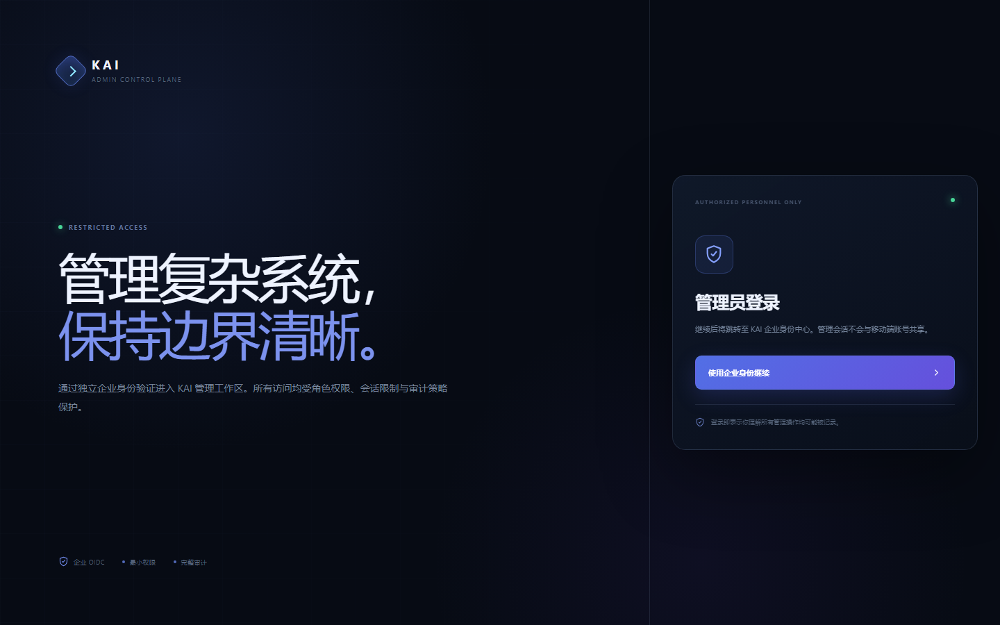 KAI
ADMIN CONTROL PLANE
RESTRICTED ACCESS
管理复杂系统，
保持边界清晰。
通过独立企业身份验证进入 KAI 管理工作区。所有访问均受角色权限、会话限制与审计策略
保护。
企业 OIDC
最小权限
完整审计
AUTHORIZED PERSONNEL ONLY
管理员登录
继续后将跳转至 KAI 企业身份中心。管理会话不会与移动端账号共享。
使用企业身份继续
登录即表示你理解所有管理操作均可能被记录。